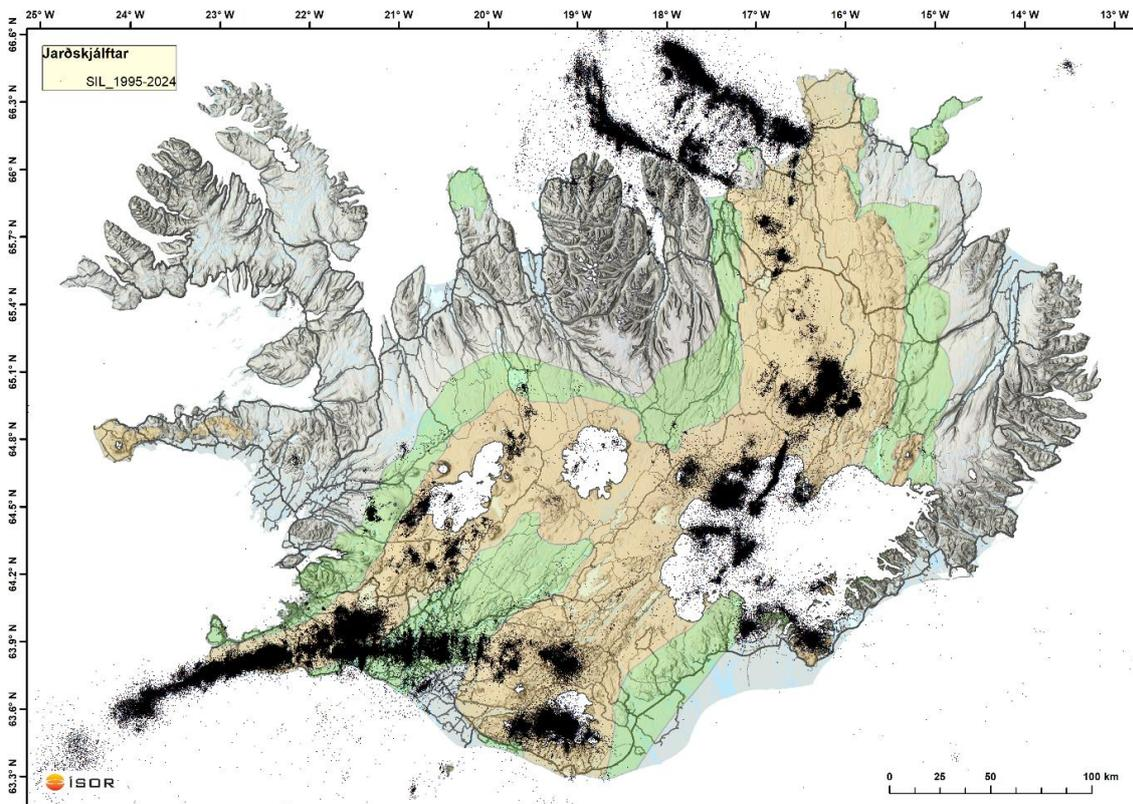 25°W 24°W 23°W 22°W 21°W 20°W 19°W 18°W 17°W 16°W 15°W 14°W 13°W
66.6° N
Jarðskjálftar
SIL_1995-2024
66.3° N
66° N
65.7° N
65.4° N
65.1° N
64.8° N
64.5° N
64.2° N
63.9° N
63.6° N
63.3° N
ÍSOR
0 25 50 100 km